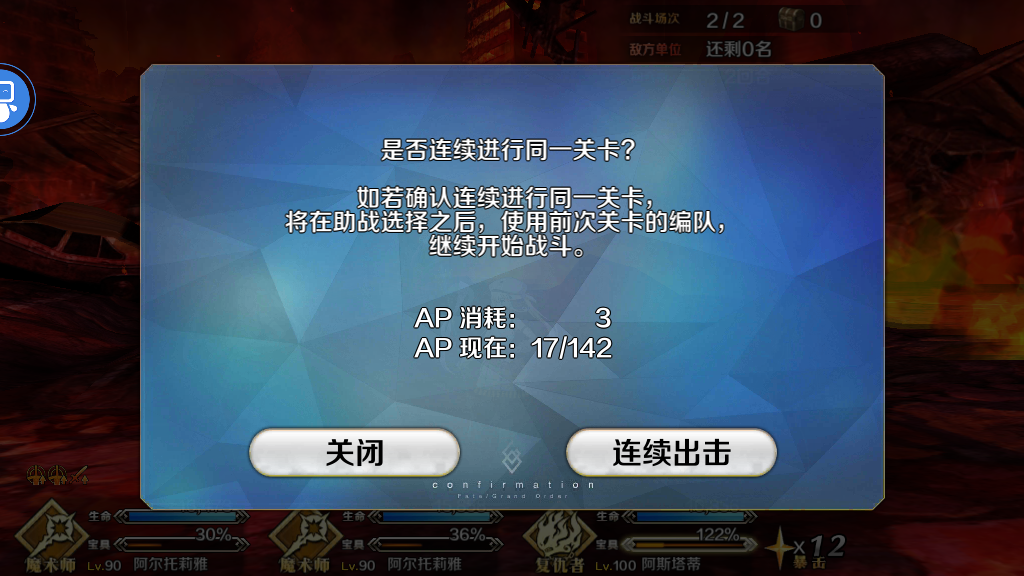 战斗场次 2/2 0
敌方单位 还剩0名
是否连续进行同一关卡?
如若确认连续进行同一关卡,
将在助战选择之后, 使用前次关卡的编队,
继续开始战斗。
AP 消耗: 3
AP 现在: 17/142
关闭
连续出击
confirmation
Fate/Grand Order
生命 生命 生命
宝具 30% 宝具 36% 宝具 122%
×12
暴击
魔术师 Lv.90 阿尔托莉雅 魔术师 Lv.90 阿尔托莉雅 复仇者 Lv.100 阿斯塔蒂